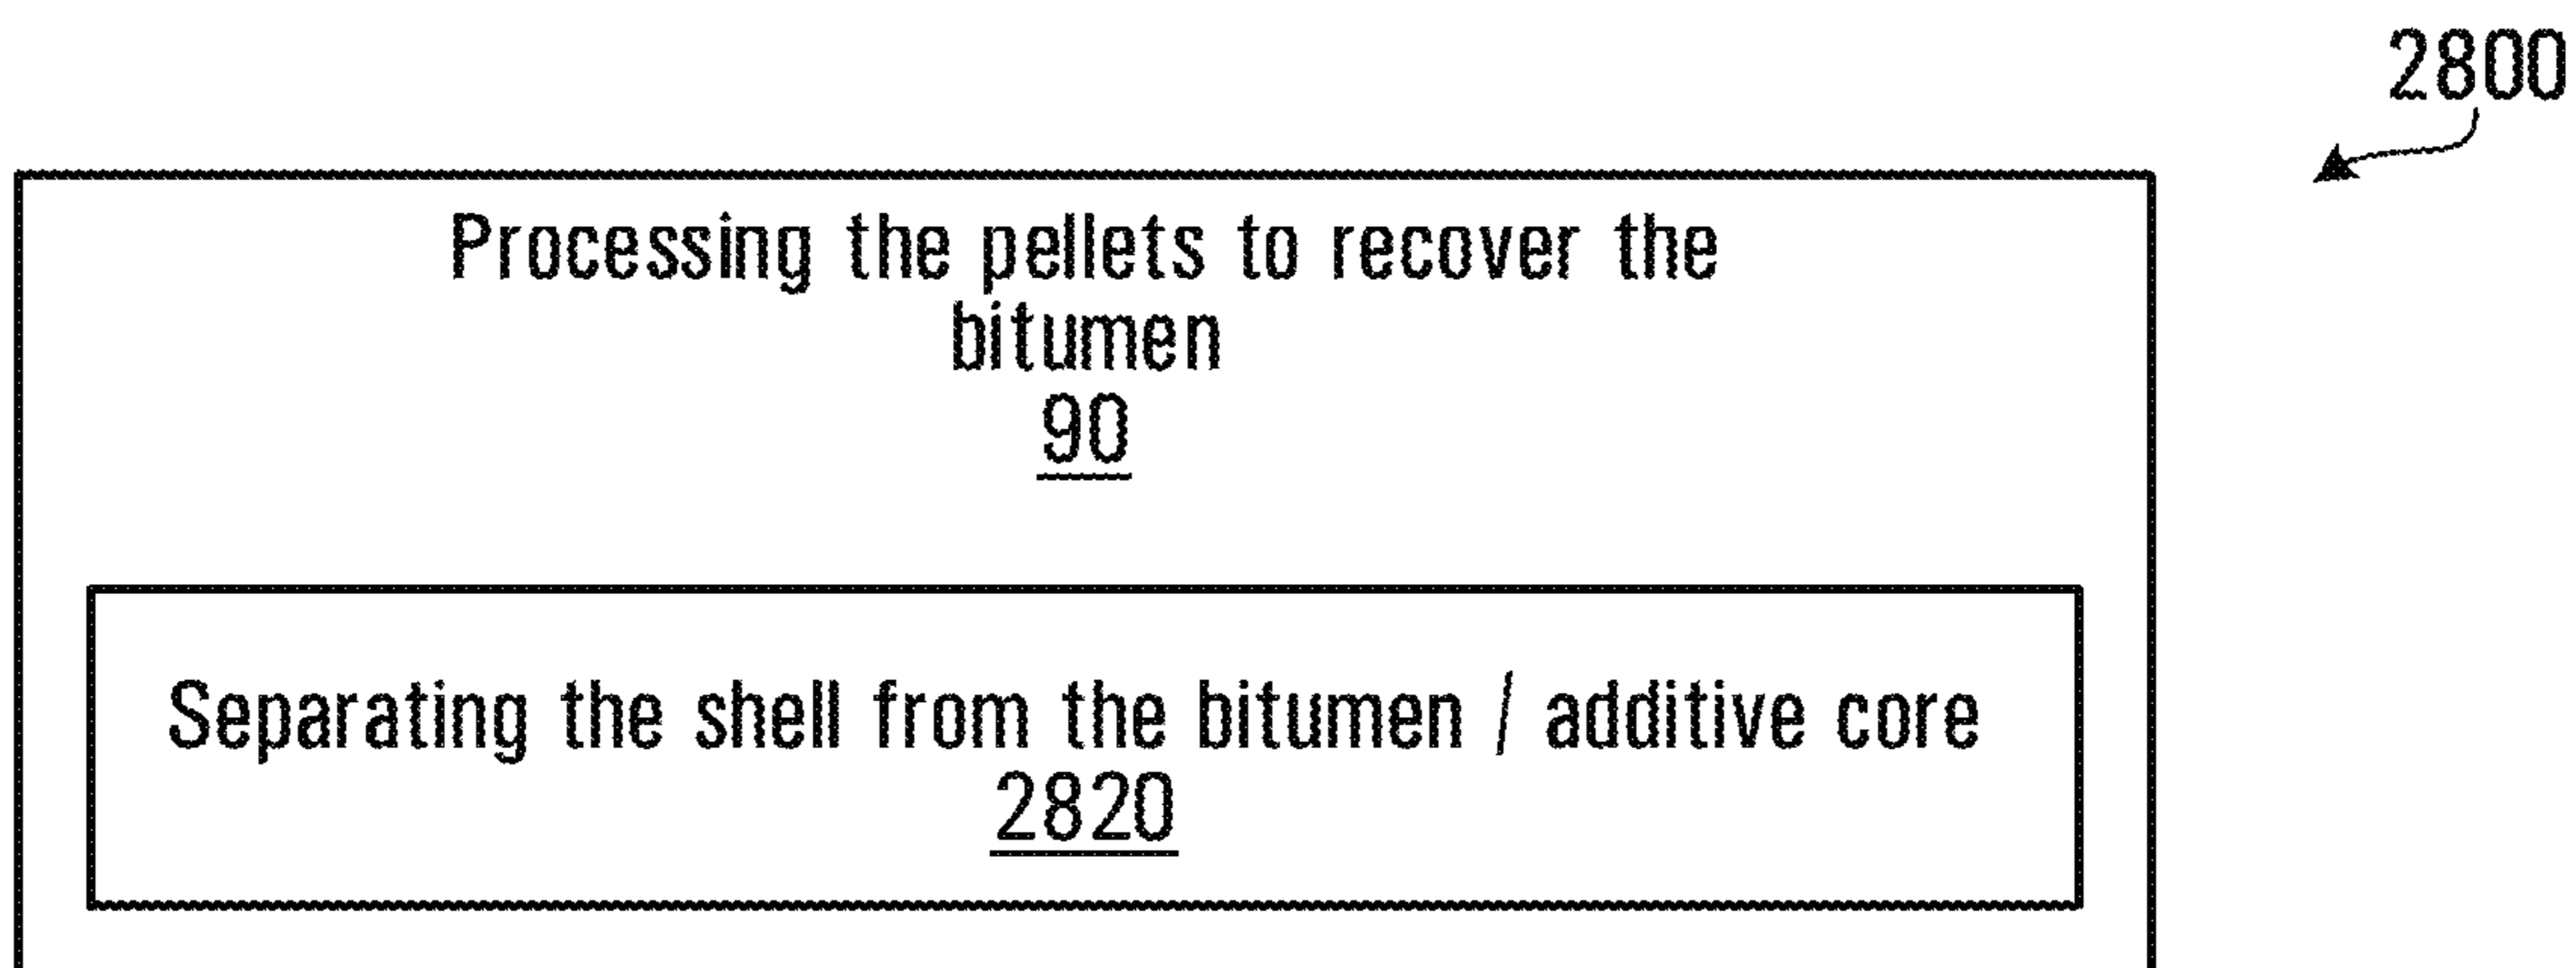 2800
Processing the pellets to recover the
bitumen
90
Separating the shell from the bitumen / additive core
2820